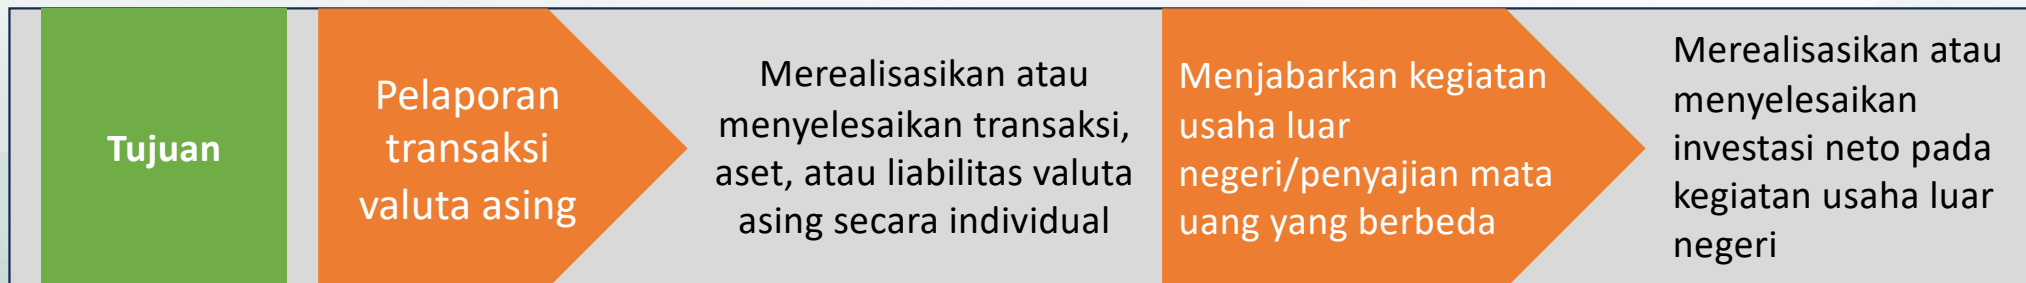 Tujuan
Pelaporan
transaksi
valuta asing
Merealisasikan atau
menyelesaikan transaksi,
aset, atau liabilitas valuta
asing secara individual
Menjabarkan kegiatan
usaha luar
negeri/penyajian mata
uang yang berbeda
Merealisasikan atau
menyelesaikan
investasi neto pada
kegiatan usaha luar
negeri